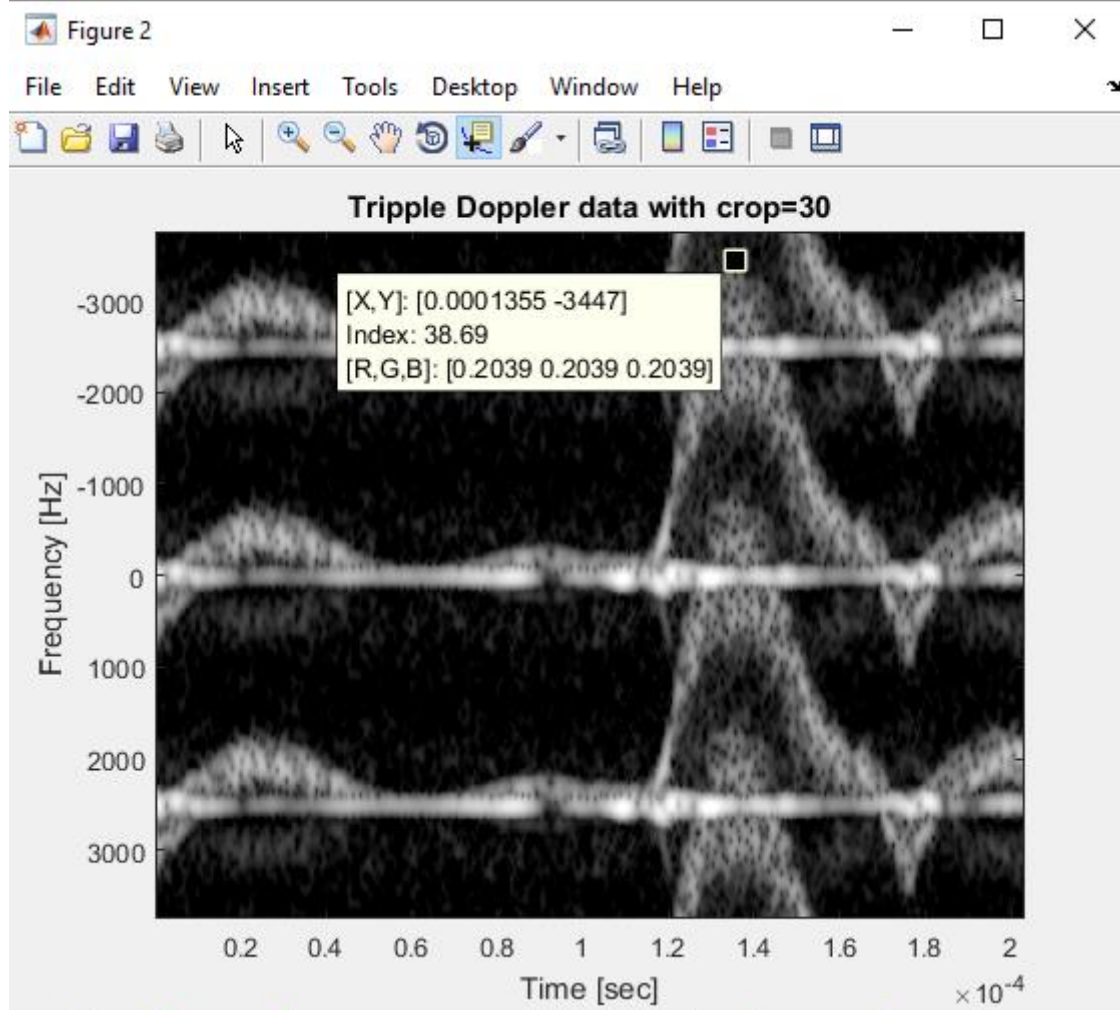 Figure 2
File Edit View Insert Tools Desktop Window Help
Tripple Doppler data with crop=30
[X,Y]: [0.0001355 -3447]
Index: 38.69
[R,G,B]: [0.2039 0.2039 0.2039]
Frequency [Hz]
-3000
-2000
-1000
0
1000
2000
3000
0.2 0.4 0.6 0.8 1 1.2 1.4 1.6 1.8 2
Time [sec]
×10-4